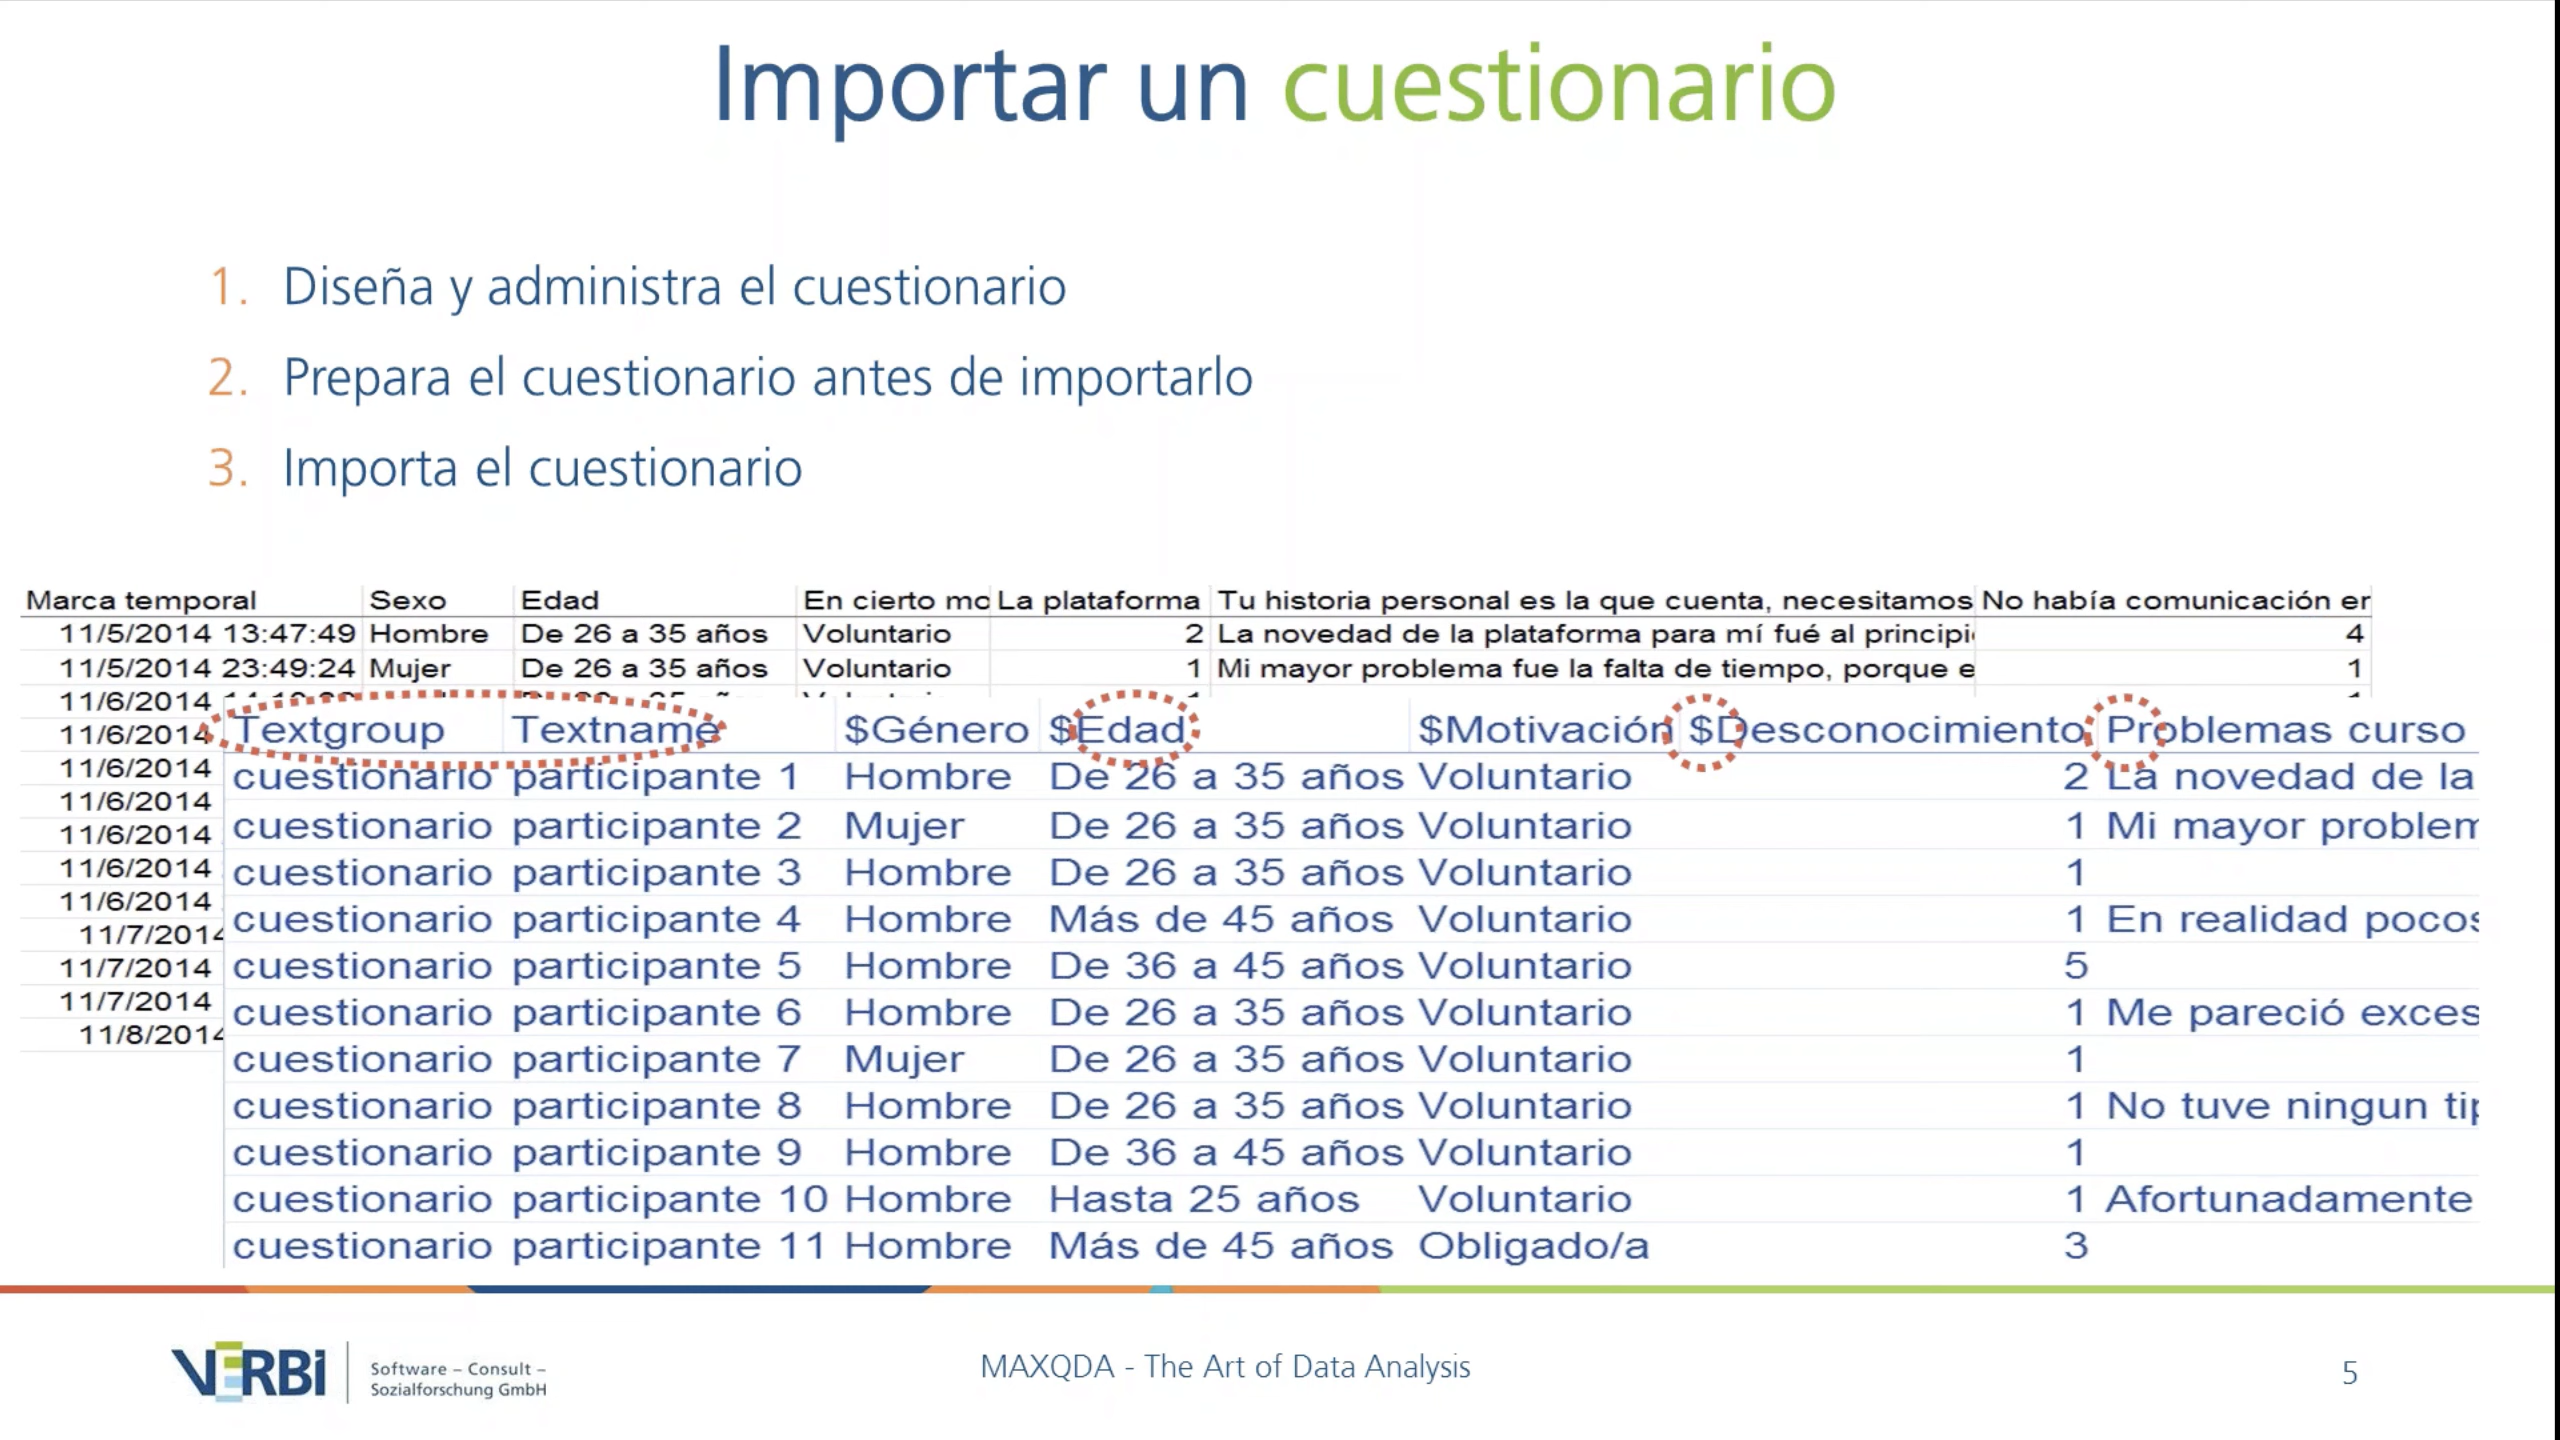 Importar un cuestionario
1. Diseña y administra el cuestionario
2. Prepara el cuestionario antes de importarlo
3. Importa el cuestionario
Marca temporal Sexo Edad En cierto mo La plataforma Tu historia personal es la que cuenta, necesitamos No había comunicación er
11/5/2014 13:47:49 Hombre De 26 a 35 años Voluntario 2 La novedad de la plataforma para mí fué al principi 4
11/5/2014 23:49:24 Mujer De 26 a 35 años Voluntario 1 Mi mayor problema fue la falta de tiempo, porque e 1
11/6/2014
11/6/2014
11/6/2014
11/6/2014
11/6/2014
11/6/2014
11/6/2014
11/7/2014
11/7/2014
11/7/2014
11/8/2014
Textgroup Textname $Género $Edad $Motivación $Desconocimiento Problemas curso
cuestionario participante 1 Hombre De 26 a 35 años Voluntario 2 La novedad de la
cuestionario participante 2 Mujer De 26 a 35 años Voluntario 1 Mi mayor problem
cuestionario participante 3 Hombre De 26 a 35 años Voluntario 1
cuestionario participante 4 Hombre Más de 45 años Voluntario 1 En realidad pocos
cuestionario participante 5 Hombre De 36 a 45 años Voluntario 5
cuestionario participante 6 Hombre De 26 a 35 años Voluntario 1 Me pareció exces
cuestionario participante 7 Mujer De 26 a 35 años Voluntario 1
cuestionario participante 8 Hombre De 26 a 35 años Voluntario 1 No tuve ningun tip
cuestionario participante 9 Hombre De 36 a 45 años Voluntario 1
cuestionario participante 10 Hombre Hasta 25 años Voluntario 1 Afortunadamente
cuestionario participante 11 Hombre Más de 45 años Obligado/a 3
VERBI Software – Consult –
Sozialforschung GmbH
MAXQDA - The Art of Data Analysis
5